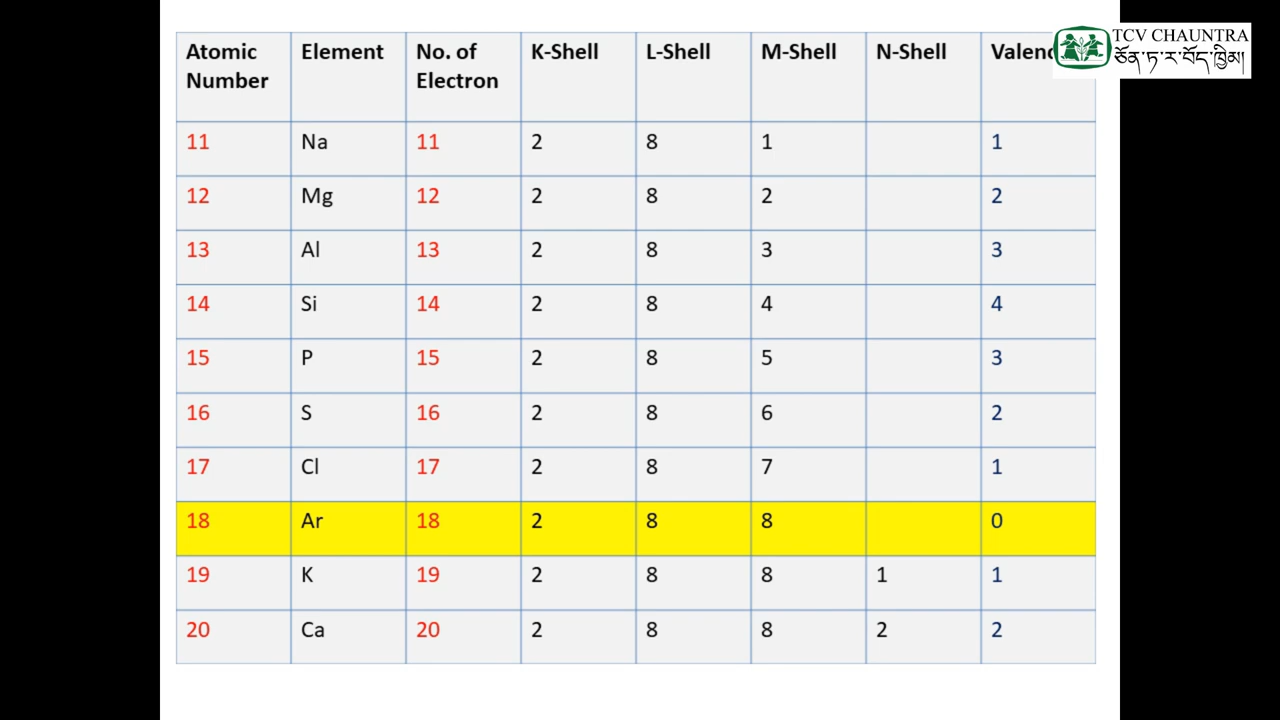 Atomic Number Element No. of Electron K-Shell L-Shell M-Shell N-Shell Valenc
11 Na 11 2 8 1 1
12 Mg 12 2 8 2 2
13 Al 13 2 8 3 3
14 Si 14 2 8 4 4
15 P 15 2 8 5 3
16 S 16 2 8 6 2
17 Cl 17 2 8 7 1
18 Ar 18 2 8 8 0
19 K 19 2 8 8 1 1
20 Ca 20 2 8 8 2 2
TCV CHAUNTRA
ཅོན་ཏ་ར་བོད་ཁྱིམ།